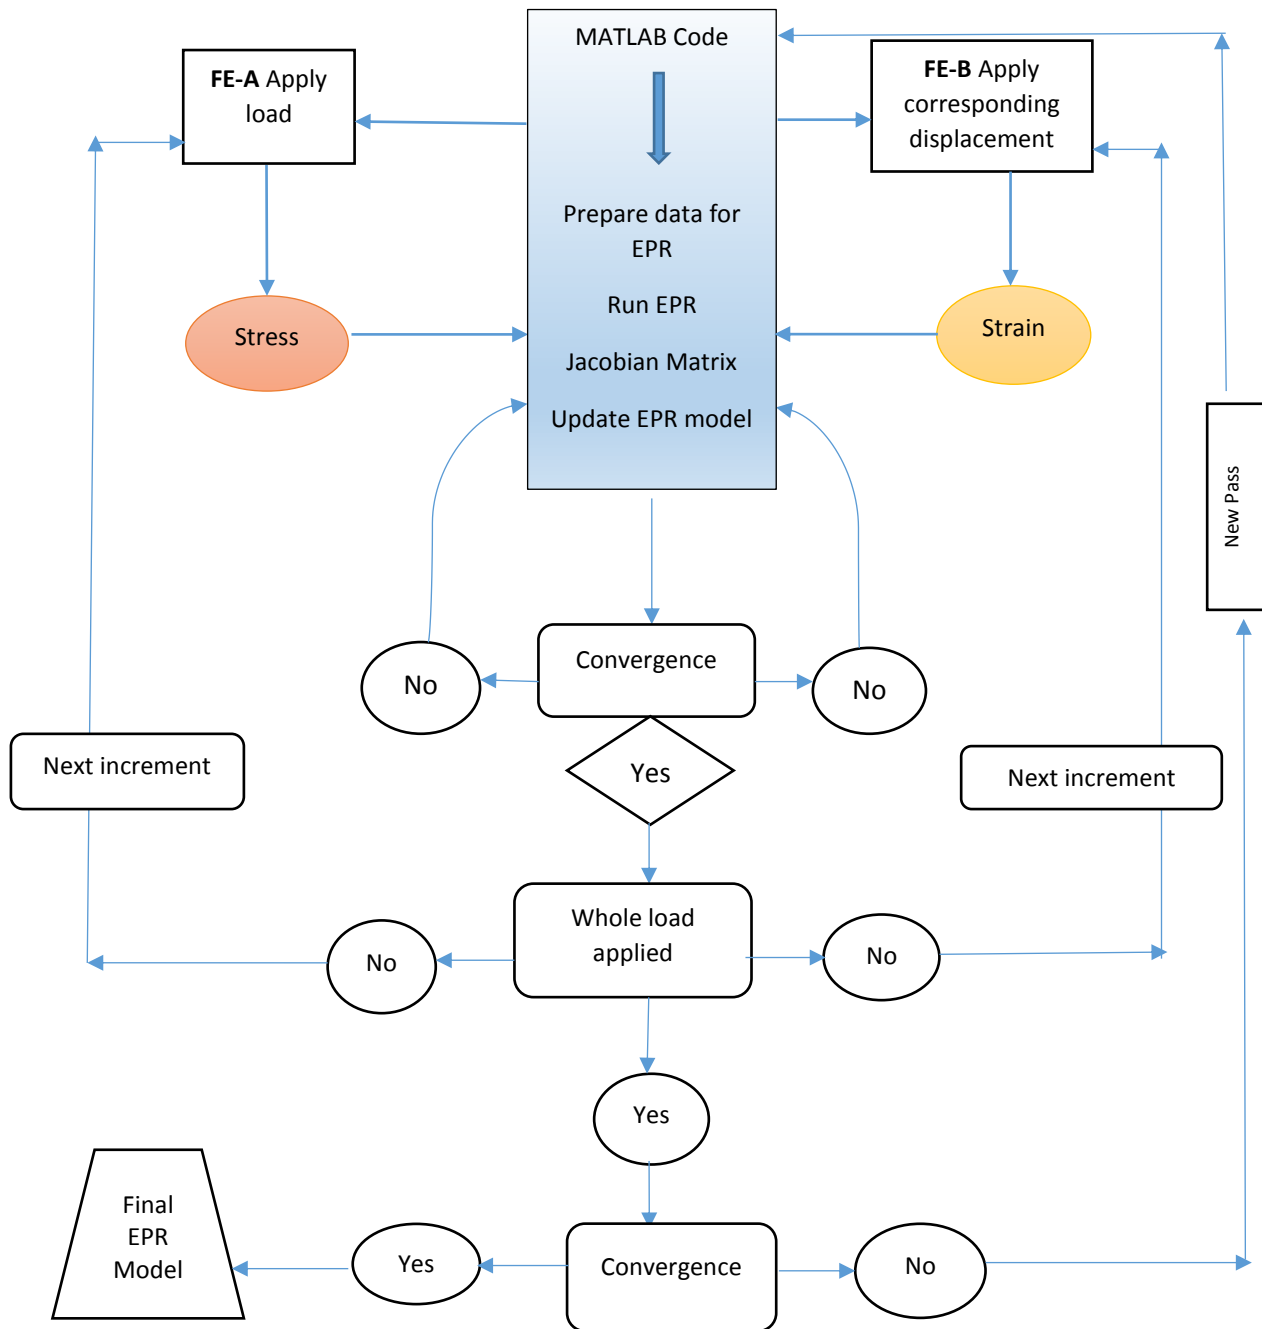 MATLAB Code
FE-A Apply
load
FE-B Apply
corresponding
displacement
Prepare data for
EPR
Run EPR
Jacobian Matrix
Update EPR model
Stress
Strain
New Pass
Convergence
No
No
Yes
Next increment
Next increment
Whole load
applied
No
No
Yes
Final
EPR
Model
Yes
Convergence
No